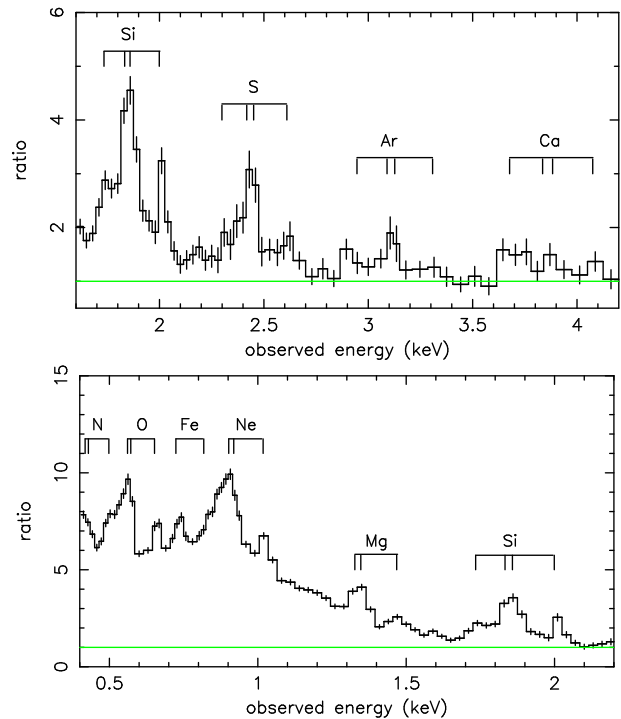 6
Si
S
4
Ar
Ca
ratio
2
2 2.5 3 3.5 4
observed energy (keV)
15
N O Fe Ne
10
ratio
Mg Si
5
0
0.5 1 1.5 2
observed energy (keV)